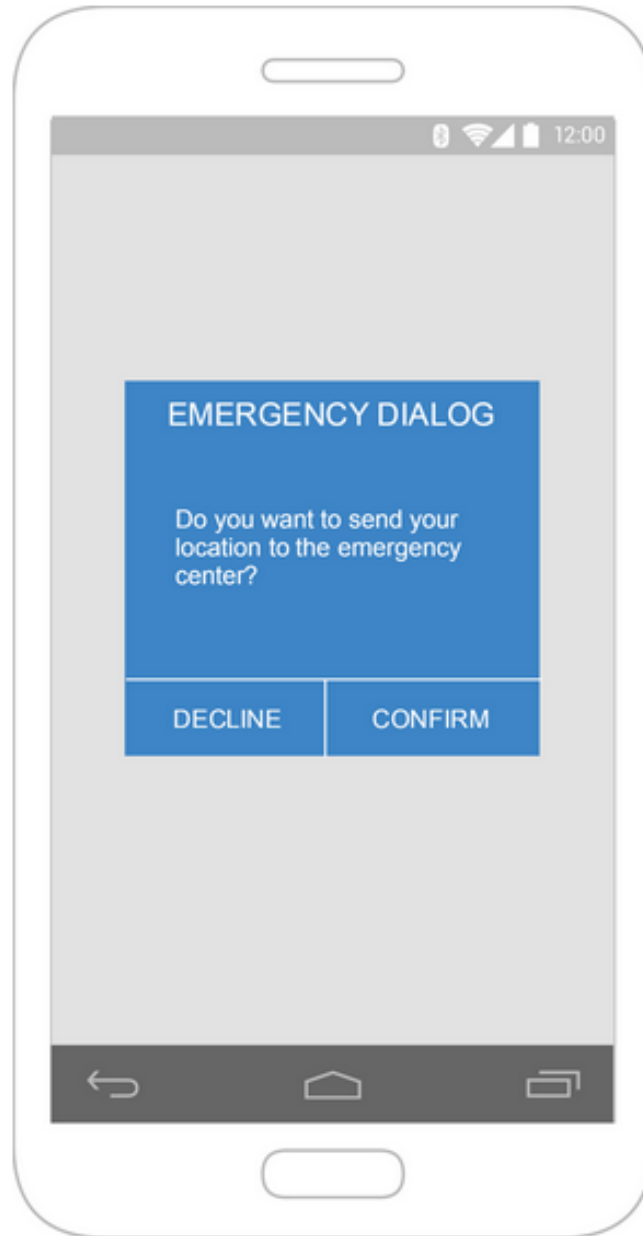 12:00
EMERGENCY DIALOG
Do you want to send your
location to the emergency
center?
DECLINE CONFIRM